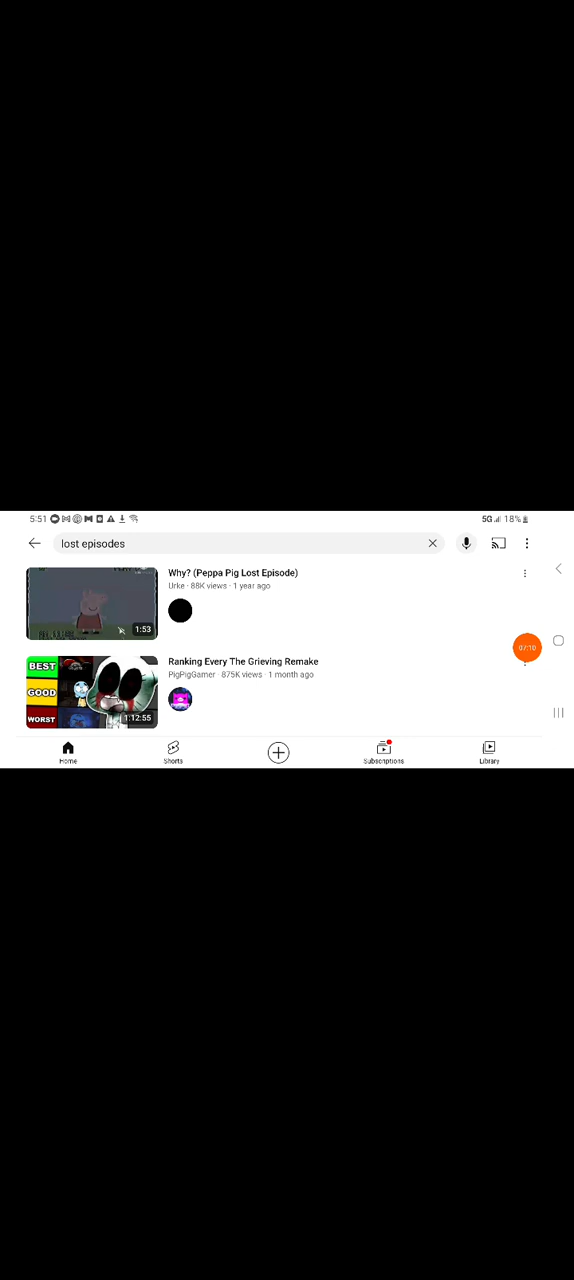 5:51
5G 18%
lost episodes
Why? (Peppa Pig Lost Episode)
Urke · 88K views · 1 year ago
1:53
07:10
Ranking Every The Grieving Remake
PigPigGamer · 875K views · 1 month ago
BEST
GOOD
WORST
1:12:55
Home
Shorts
Subscriptions
Library